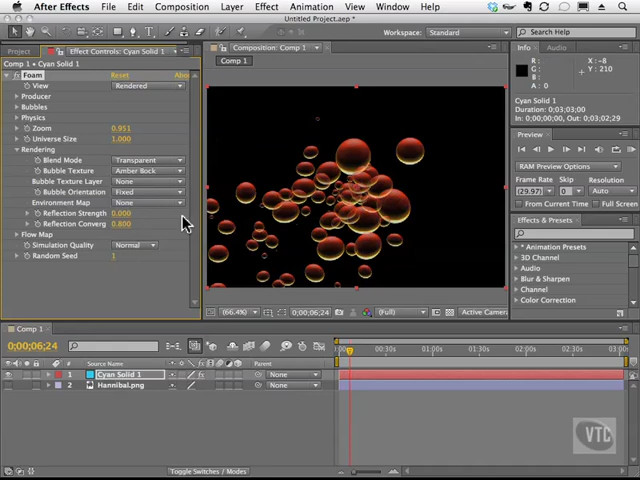 After Effects File Edit Composition Layer Effect Animation View Window
Untitled Project.aep *
Workspace: Standard Search Help
Project Effect Controls: Cyan Solid 1
Comp 1 • Cyan Solid 1
Foam Reset Abou
View Rendered
Producer
Bubbles
Physics
Zoom 0.951
Universe Size 1.000
Rendering
Blend Mode Transparent
Bubble Texture Amber Bock
Bubble Texture Layer None
Bubble Orientation Fixed
Environment Map None
Reflection Strength 0.000
Reflection Converg 0.800
Flow Map
Simulation Quality Normal
Random Seed 1
Composition: Comp 1
Comp 1
(66.4%) 0;00;06;24 (Full) Active Camera
Info Audio
R : X : -8
G : Y : 210
B :
A : 0
Cyan Solid 1
Duration: 0;03;03;00
In: 0;00;00;00, Out: 0;03;02;29
Preview
RAM Preview Options
Frame Rate Skip Resolution
(29.97) 0 Auto
From Current Time Full Screen
Effects & Presets
* Animation Presets
3D Channel
Audio
Blur & Sharpen
Channel
Color Correction
Comp 1
0;00;06;24
# Source Name Parent
1 Cyan Solid 1 None
2 Hannibal.png None
:00s 00:30s 01:00s 01:30s 02:00s 02:30s 03:00
Toggle Switches / Modes
VTC